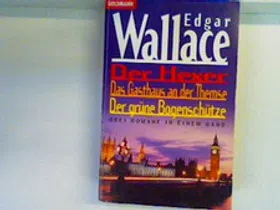 GOLDMANN
Edgar
Wallace
Der Hexer
Das Gasthaus an der Themse
Der grüne Bogenschütze
DREI ROMANE IN EINEM BAND